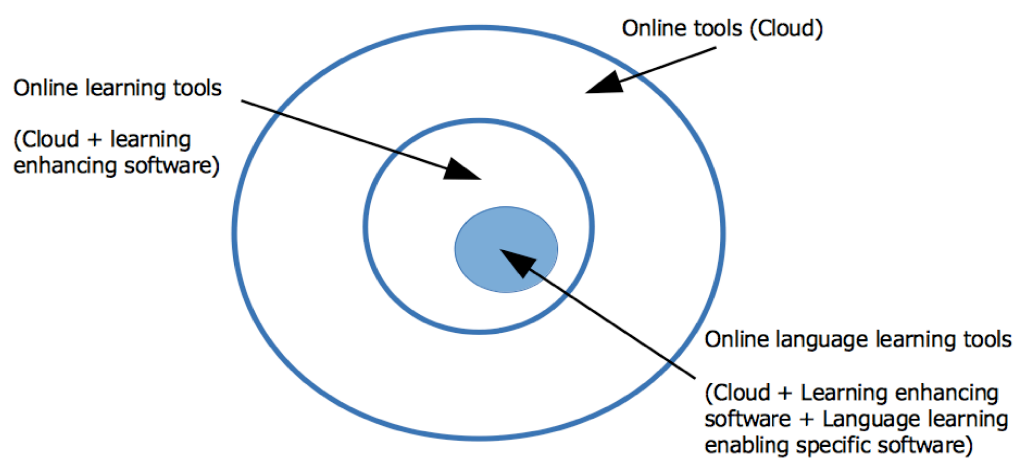 Online tools (Cloud)
Online learning tools
(Cloud + learning
enhancing software)
Online language learning tools
(Cloud + Learning enhancing
software + Language learning
enabling specific software)